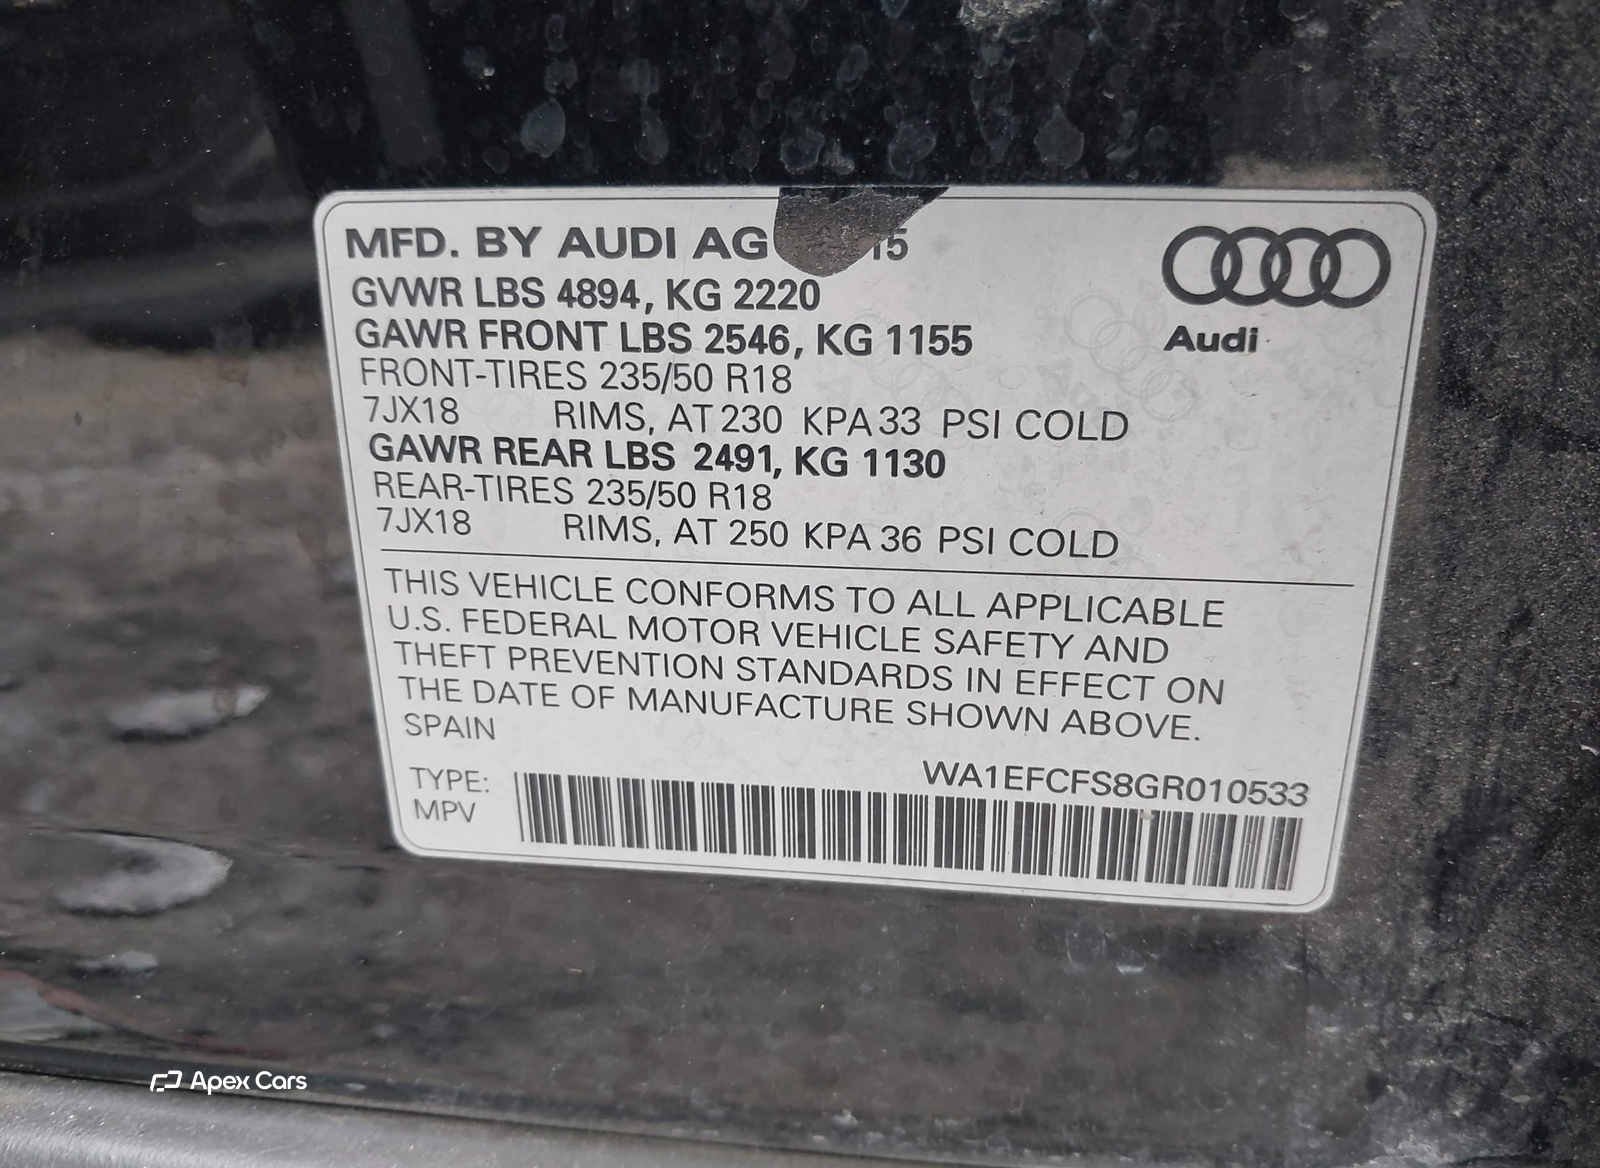 MFD. BY AUDI AG 15
GVWR LBS 4894, KG 2220
GAWR FRONT LBS 2546, KG 1155
FRONT-TIRES 235/50 R18
7JX18 RIMS, AT 230 KPA 33 PSI COLD
GAWR REAR LBS 2491, KG 1130
REAR-TIRES 235/50 R18
7JX18 RIMS, AT 250 KPA 36 PSI COLD
Audi
THIS VEHICLE CONFORMS TO ALL APPLICABLE
U.S. FEDERAL MOTOR VEHICLE SAFETY AND
THEFT PREVENTION STANDARDS IN EFFECT ON
THE DATE OF MANUFACTURE SHOWN ABOVE.
SPAIN
WA1EFCFS8GR010533
TYPE:
MPV
Apex Cars